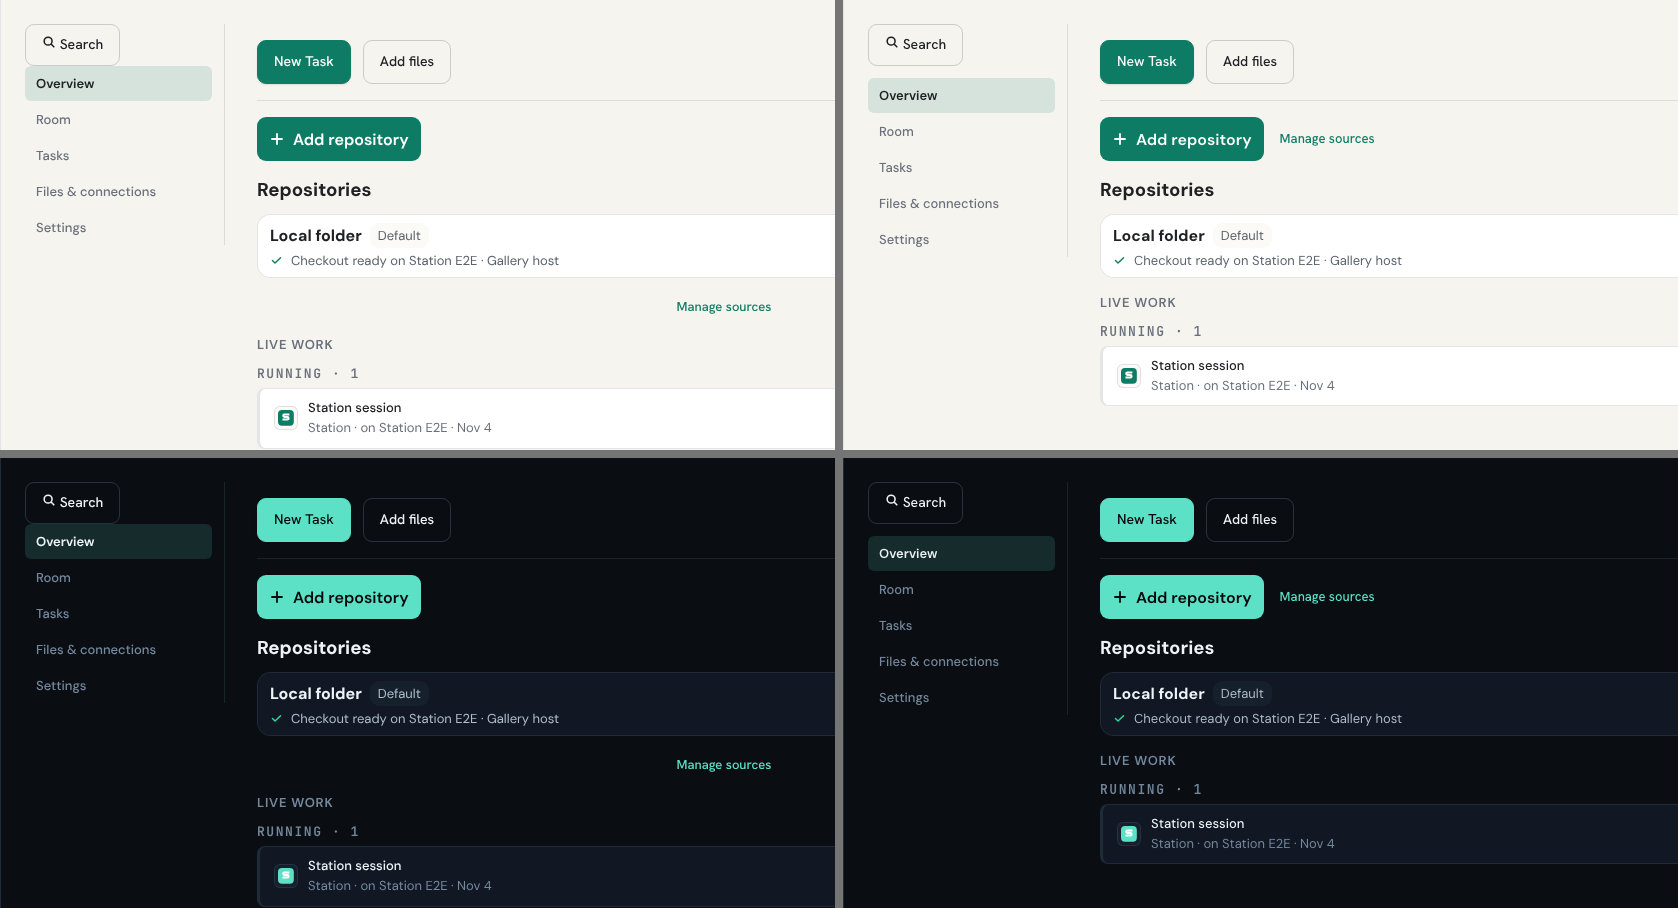 Search
Overview
Room
Tasks
Files & connections
Settings
New Task
Add files
+ Add repository
Repositories
Local folder Default
Checkout ready on Station E2E · Gallery host
Manage sources
LIVE WORK
RUNNING · 1
S
Station session
Station · on Station E2E · Nov 4
Search
Overview
Room
Tasks
Files & connections
Settings
New Task
Add files
+ Add repository
Manage sources
Repositories
Local folder Default
Checkout ready on Station E2E · Gallery host
LIVE WORK
RUNNING · 1
S
Station session
Station · on Station E2E · Nov 4
Search
Overview
Room
Tasks
Files & connections
Settings
New Task
Add files
+ Add repository
Repositories
Local folder Default
Checkout ready on Station E2E · Gallery host
Manage sources
LIVE WORK
RUNNING · 1
S
Station session
Station · on Station E2E · Nov 4
Search
Overview
Room
Tasks
Files & connections
Settings
New Task
Add files
+ Add repository
Manage sources
Repositories
Local folder Default
Checkout ready on Station E2E · Gallery host
LIVE WORK
RUNNING · 1
S
Station session
Station · on Station E2E · Nov 4